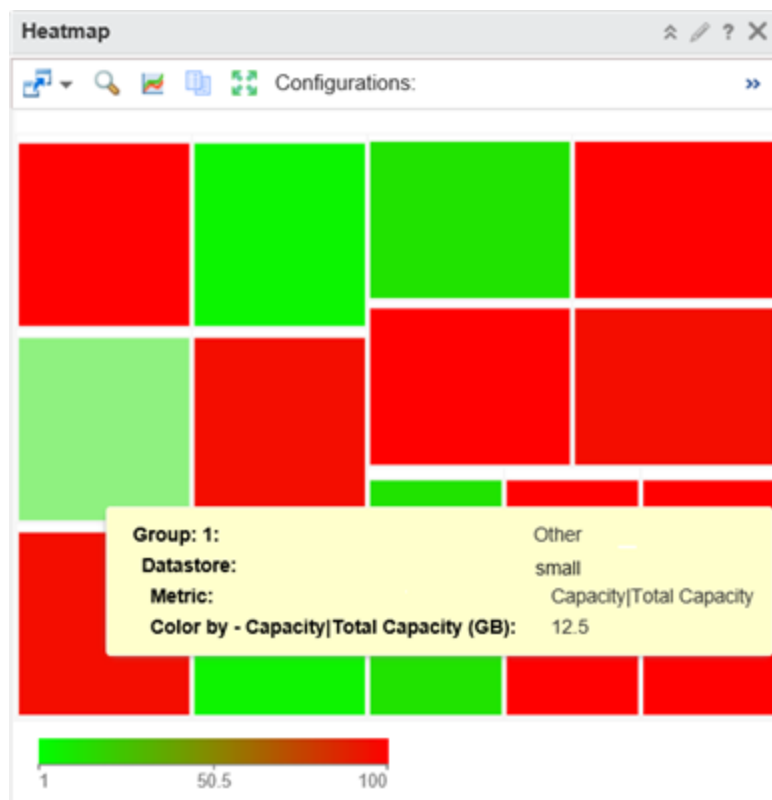 Heatmap ?
Configurations: »
Group: 1: Other
Datastore: small
Metric: Capacity|Total Capacity
Color by - Capacity|Total Capacity (GB): 12.5
1 50.5 100